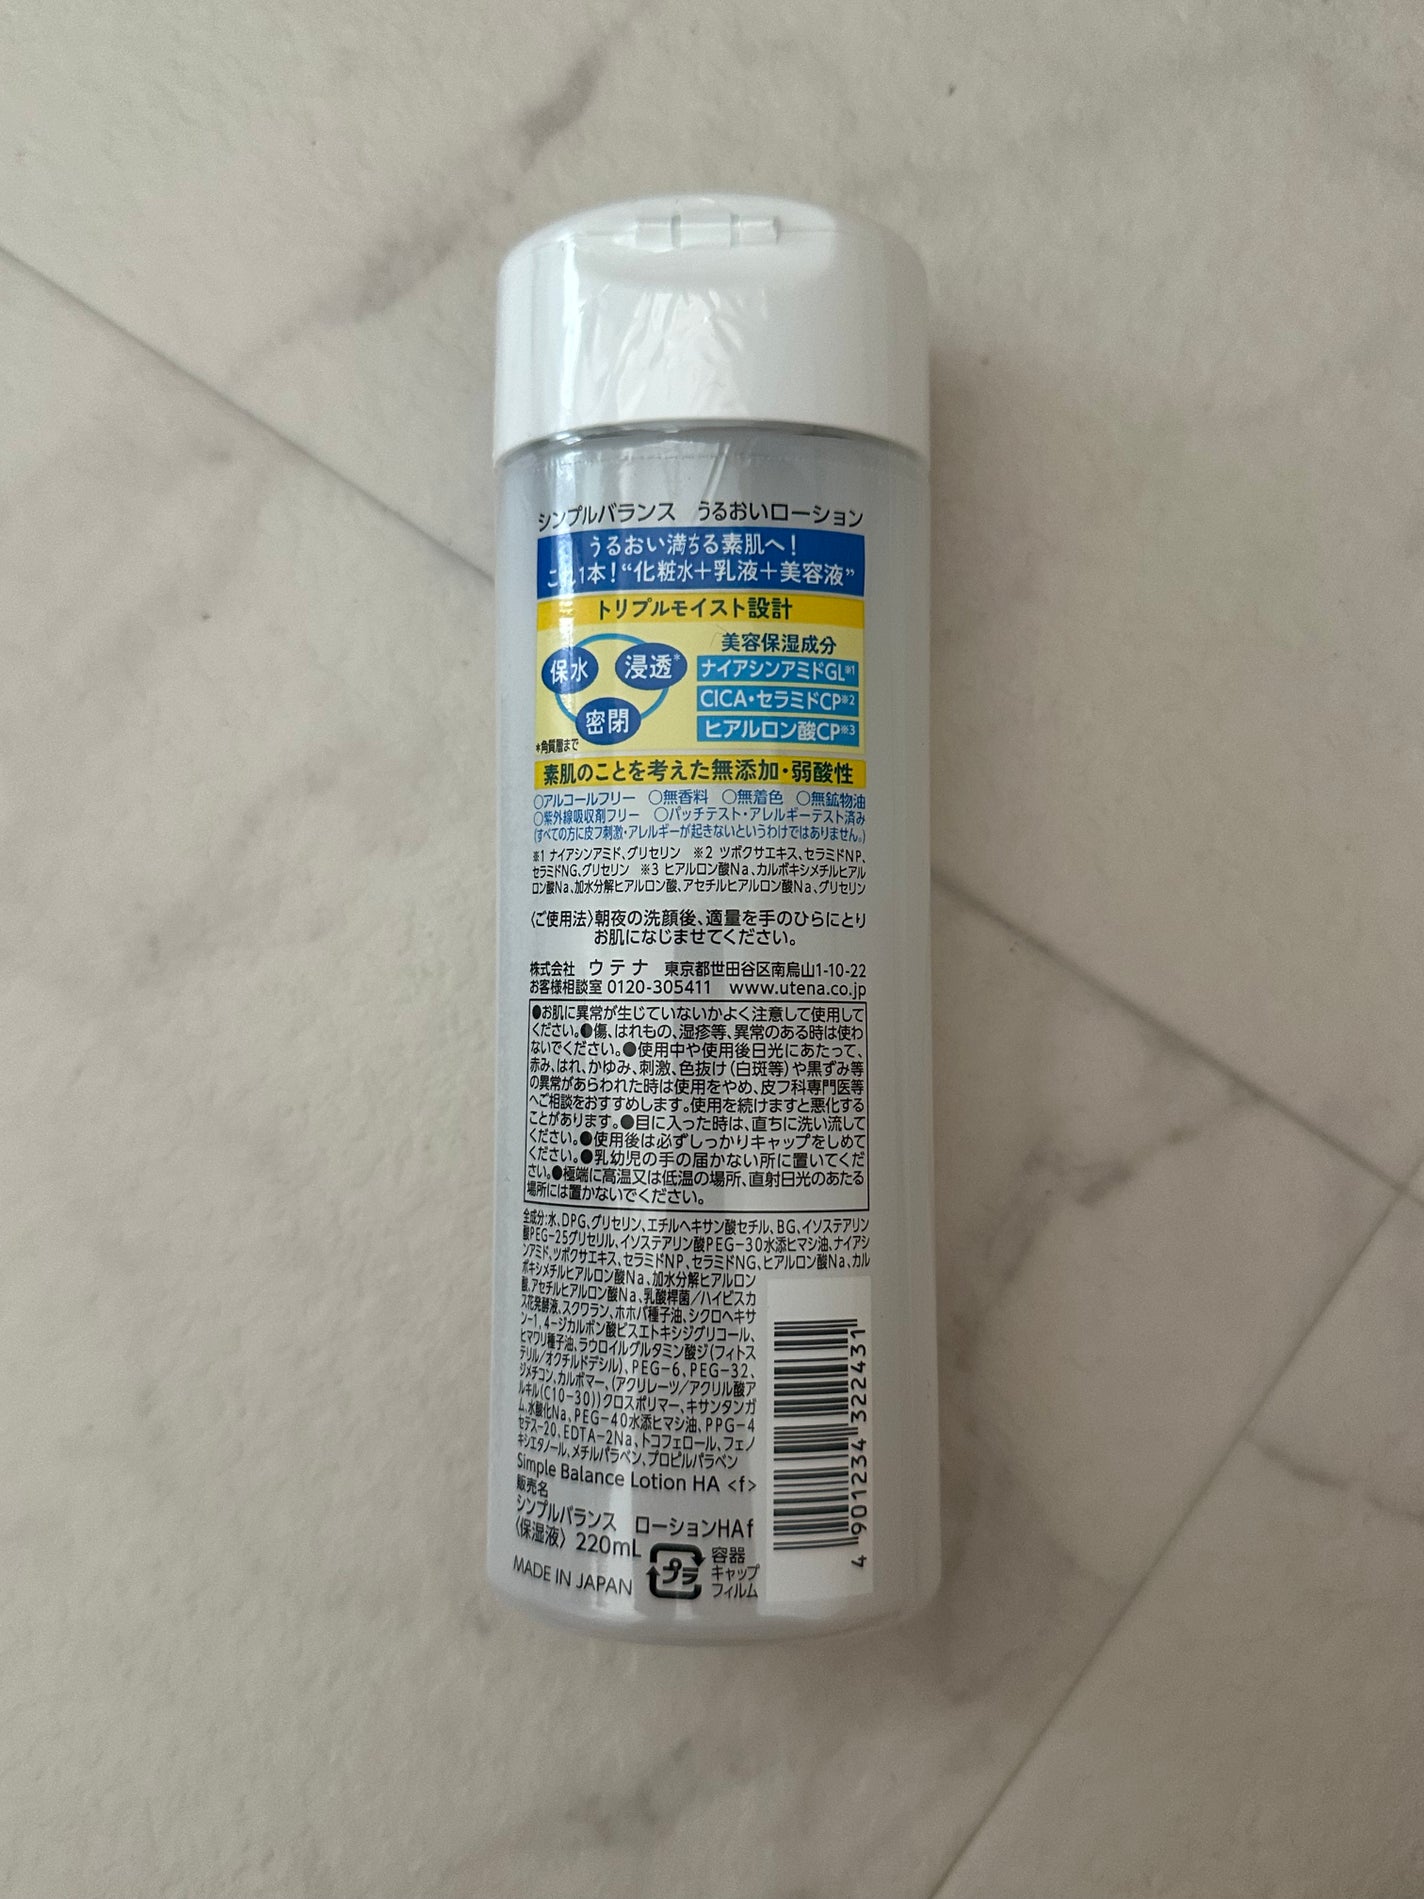 シンプルバランス うるおいローション
うるおい満ちる素肌へ!
これ1本!“化粧水+乳液+美容液”
トリプルモイスト設計
保水
浸透*
密閉
*角質層まで
美容保湿成分
ナイアシンアミドGL※1
CICA・セラミドCP※2
ヒアルロン酸CP※3
素肌のことを考えた無添加・弱酸性
○アルコールフリー ○無香料 ○無着色 ○無鉱物油
○紫外線吸収剤フリー ○パッチテスト・アレルギーテスト済み
(すべての方に皮フ刺激・アレルギーが起きないというわけではありません。)
※1 ナイアシンアミド、グリセリン ※2 ツボクサエキス、セラミドNP、
セラミドNG、グリセリン ※3 ヒアルロン酸Na、カルボキシメチルヒアル
ロン酸Na、加水分解ヒアルロン酸、アセチルヒアルロン酸Na、グリセリン
〈ご使用法〉朝夜の洗顔後、適量を手のひらにとり
お肌になじませてください。
株式会社 ウテナ 東京都世田谷区南烏山1-10-22
お客様相談室 0120-305411 www.utena.co.jp
●お肌に異常が生じていないかよく注意して使用して
ください。●傷、はれもの、湿疹等、異常のある時は使わ
ないでください。●使用中や使用後日光にあたって、
赤み、はれ、かゆみ、刺激、色抜け(白斑等)や黒ずみ等
の異常があらわれた時は使用をやめ、皮フ科専門医等
へご相談をおすすめします。使用を続けますと悪化する
ことがあります。●目に入った時は、直ちに洗い流して
ください。●使用後は必ずしっかりキャップをしめて
ください。●乳幼児の手の届かない所に置いてくだ
さい。●極端に高温又は低温の場所、直射日光のあたる
場所には置かないでください。
全成分:水、DPG、グリセリン、エチルヘキサン酸セチル、BG、イソステアリン
酸PEG-25グリセリル、イソステアリン酸PEG-30水添ヒマシ油、ナイアシ
ンアミド、ツボクサエキス、セラミドNP、セラミドNG、ヒアルロン酸Na、カル
ボキシメチルヒアルロン酸Na、加水分解ヒアルロン
酸、アセチルヒアルロン酸Na、乳酸桿菌/ハイビスカ
ス花発酵液、スクワラン、ホホバ種子油、シクロヘキサ
ン-1,4-ジカルボン酸ビスエトキシジグリコール、
ヒマワリ種子油、ラウロイルグルタミン酸ジ(フィトス
テリル/オクチルドデシル)、PEG-6、PEG-32、
ジメチコン、カルボマー、(アクリレーツ/アクリル酸ア
ルキル(C10-30))クロスポリマー、キサンタンガ
ム、水酸化Na、PEG-40水添ヒマシ油、PPG-4
セテス-20、EDTA-2Na、トコフェロール、フェノ
キシエタノール、メチルパラベン、プロピルパラベン
Simple Balance Lotion HA <f>
販売名
シンプルバランス ローションHA f
〈保湿液〉 220mL
MADE IN JAPAN
プラ
容器
キャップ
フィルム
4 901234 322431